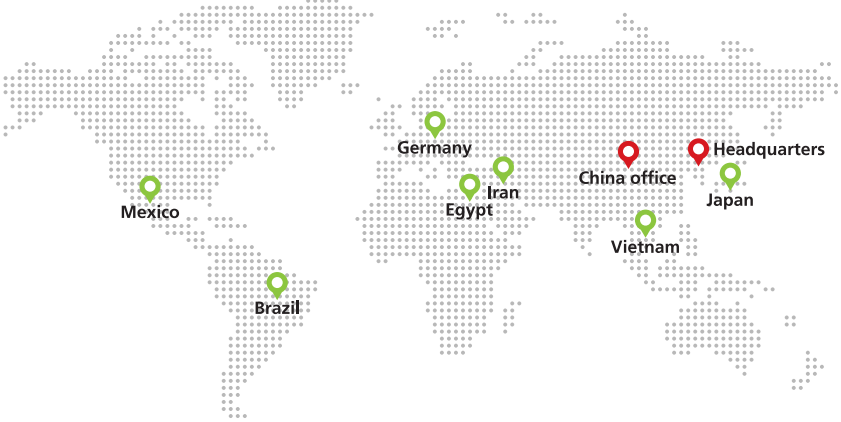 Germany
Headquarters
China office
Iran
Japan
Egypt
Mexico
Vietnam
Brazil